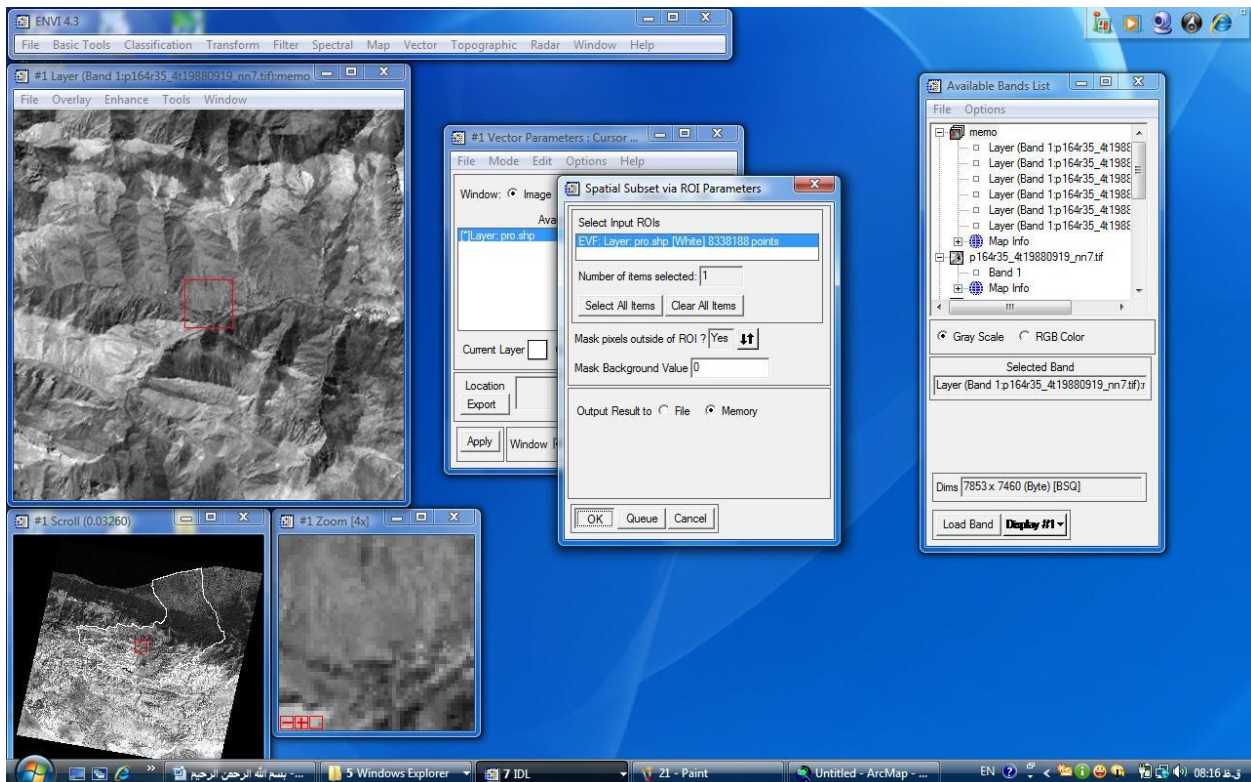 ENVI 4.3
File Basic Tools Classification Transform Filter Spectral Map Vector Topographic Radar Window Help
#1 Layer (Band 1:p164r35_4t19880919_nn7.tif):memo
File Overlay Enhance Tools Window
#1 Vector Parameters : Cursor ...
File Mode Edit Options Help
Window: Image
Ava
[*]Layer: pro.shp
Current Layer
Location
Export
Apply Window
Spatial Subset via ROI Parameters
Select Input ROIs
EVF: Layer: pro.shp [White] 8338188 points
Number of items selected: 1
Select All Items Clear All Items
Mask pixels outside of ROI ? Yes
Mask Background Value 0
Output Result to File Memory
OK Queue Cancel
Available Bands List
File Options
memo
Layer (Band 1:p164r35_4t1988
Layer (Band 1:p164r35_4t1988
Layer (Band 1:p164r35_4t1988
Layer (Band 1:p164r35_4t1988
Layer (Band 1:p164r35_4t1988
Layer (Band 1:p164r35_4t1988
Map Info
p164r35_4t19880919_nn7.tif
Band 1
Map Info
Gray Scale RGB Color
Selected Band
Layer (Band 1:p164r35_4t19880919_nn7.tif):
Dims 7853 x 7460 (Byte) [BSQ]
Load Band Display #1
#1 Scroll (0.03260)
#1 Zoom [4x]
بسم الله الرحمن الرحیم -...
5 Windows Explorer
7 IDL
21 - Paint
Untitled - ArcMap - ...
EN
08:16 ق.ظ